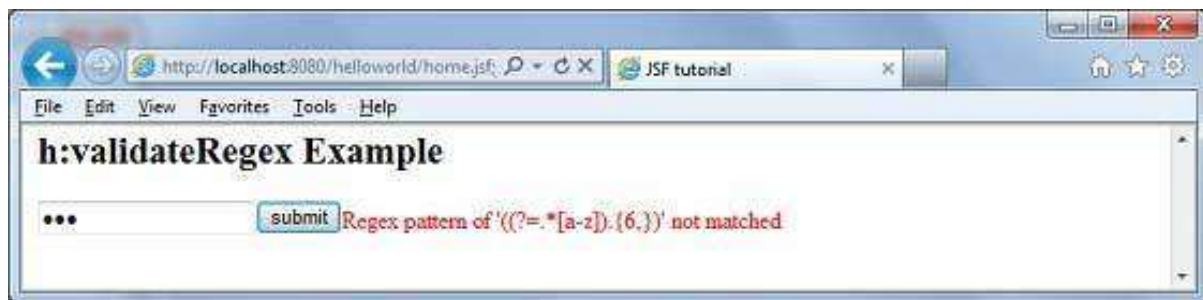 http://localhost:8080/helloworld/home.jsf;
JSF tutorial
File Edit View Favorites Tools Help
h:validateRegex Example
••• submit Regex pattern of '((?=.*[a-z]).{6,})' not matched